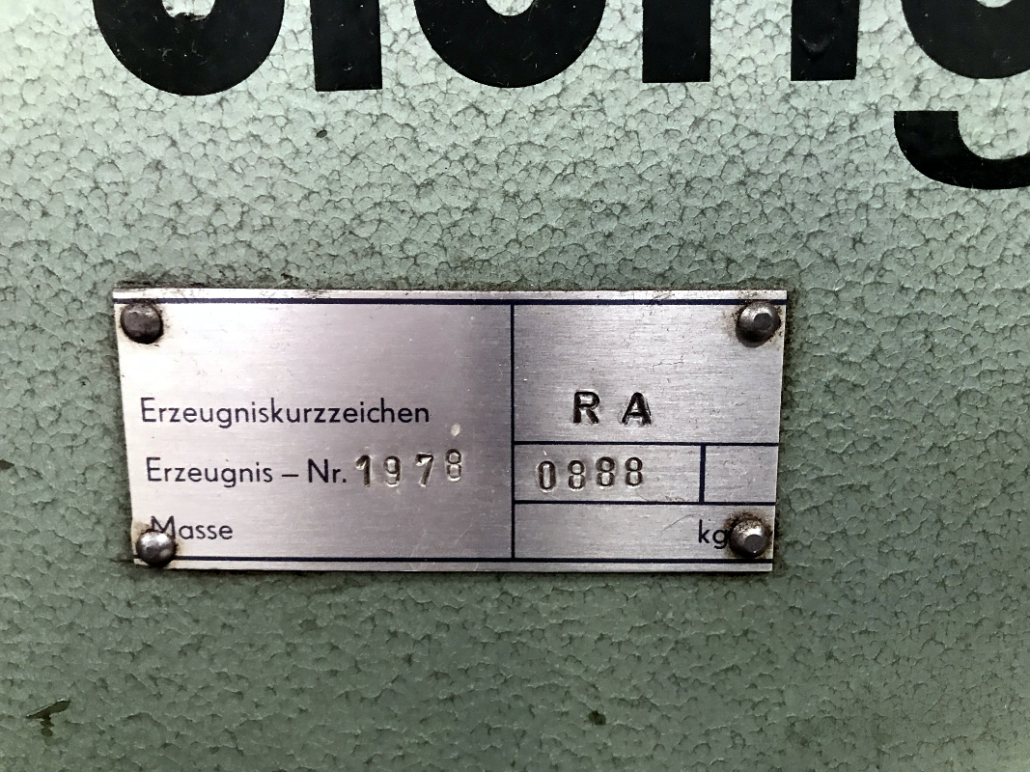 Erzeugniskurzzeichen RA
Erzeugnis – Nr. 1978 0888
Masse kg